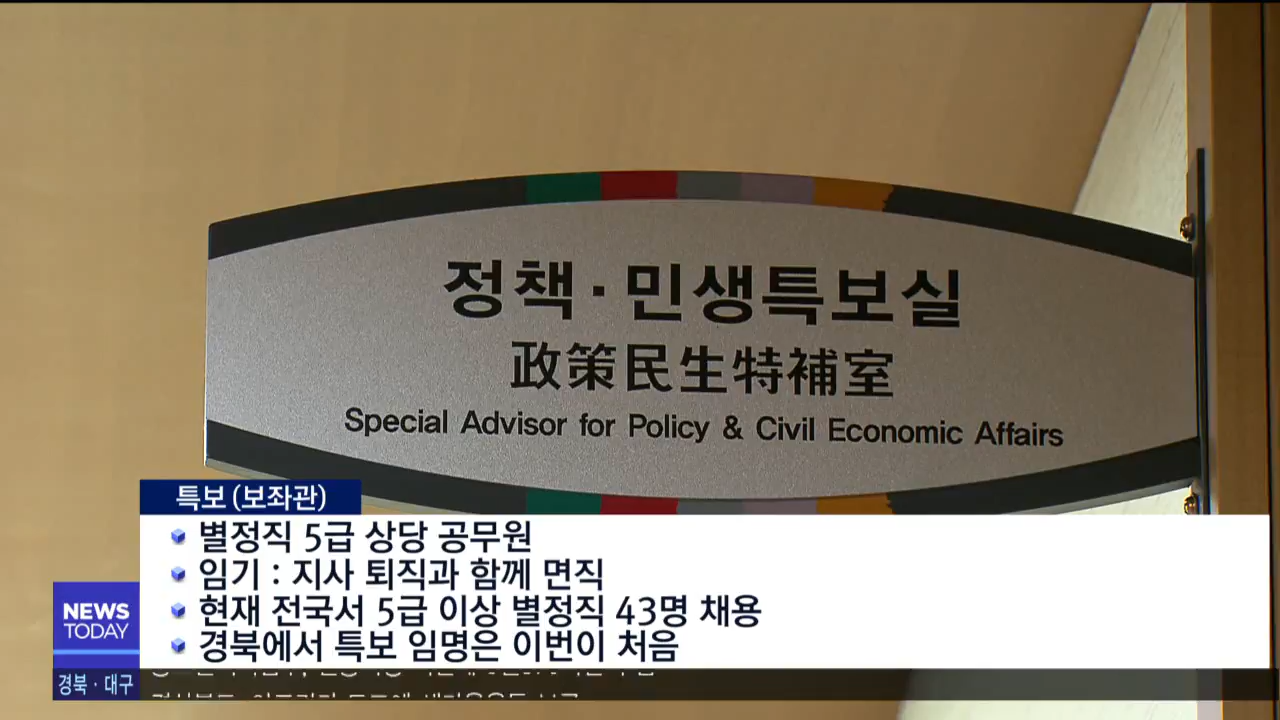 정책·민생특보실
政策民生特補室
Special Advisor for Policy & Civil Economic Affairs
특보(보좌관)
별정직 5급 상당 공무원
임기 : 지사 퇴직과 함께 면직
현재 전국서 5급 이상 별정직 43명 채용
경북에서 특보 임명은 이번이 처음
NEWS
TODAY
경북·대구